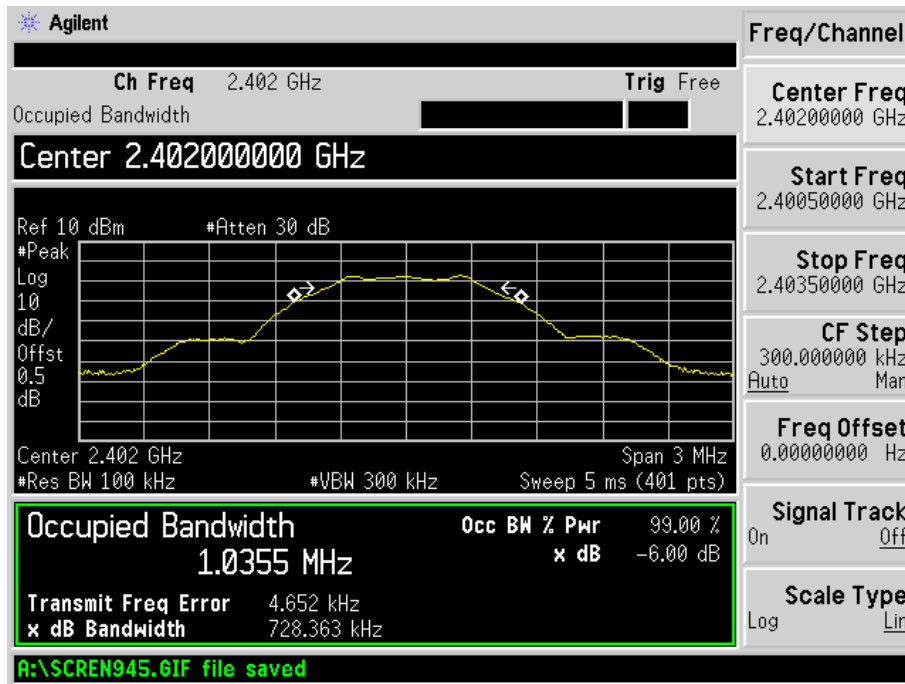 Agilent
Freq/Channel
Ch Freq 2.402 GHz Trig Free
Occupied Bandwidth
Center 2.402000000 GHz
Ref 10 dBm #Atten 30 dB
#Peak
Log
10
dB/
Offst
0.5
dB
Center 2.402 GHz Span 3 MHz
#Res BW 100 kHz #VBW 300 kHz Sweep 5 ms (401 pts)
Occupied Bandwidth
1.0355 MHz
Occ BW % Pwr 99.00 %
x dB -6.00 dB
Transmit Freq Error 4.652 kHz
x dB Bandwidth 728.363 kHz
A:\SCREN945.GIF file saved
Center Freq
2.40200000 GHz
Start Freq
2.40050000 GHz
Stop Freq
2.40350000 GHz
CF Step
300.000000 kHz
Auto Man
Freq Offset
0.00000000 Hz
Signal Track
On Off
Scale Type
Log Lin